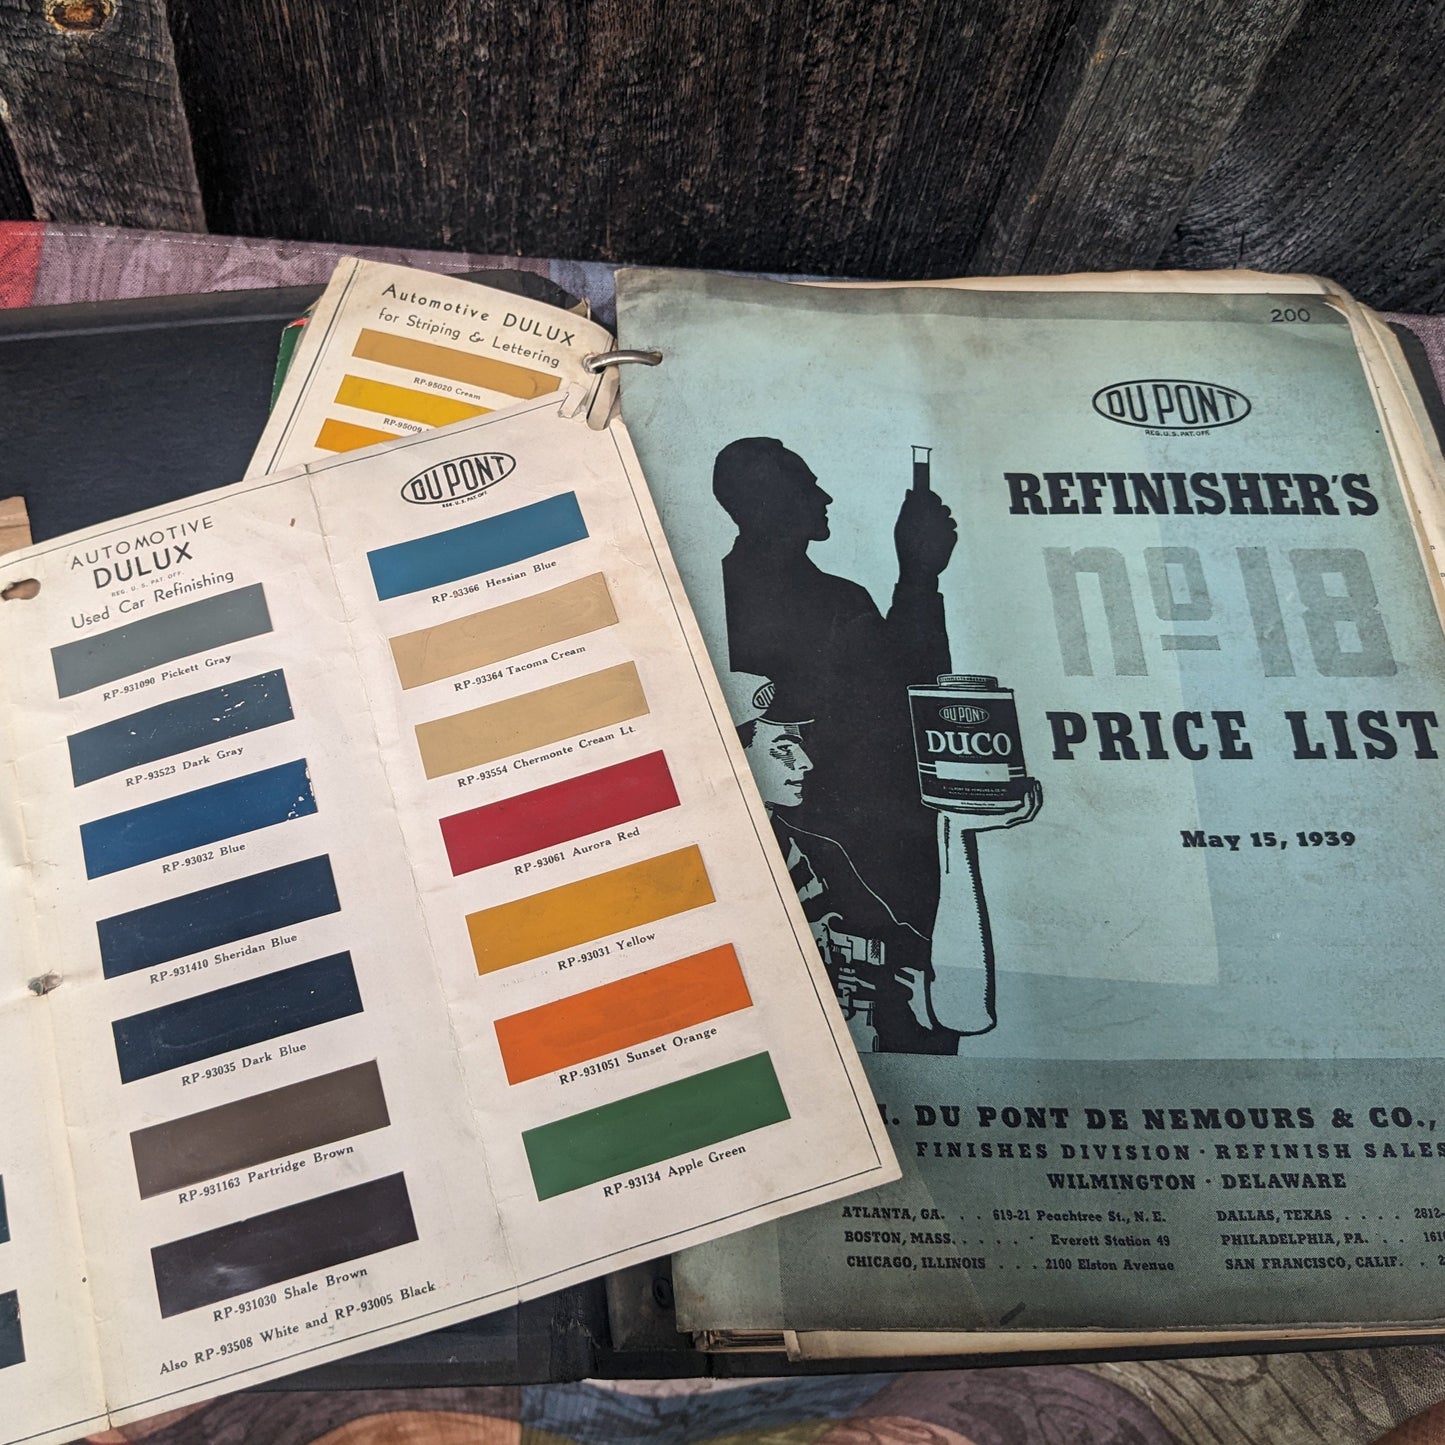 Automotive DULUX
for Striping & Lettering
RP-95020 Cream
RP-95009
AUTOMOTIVE
DULUX
REG. U. S. PAT. OFF.
Used Car Refinishing
RP-931090 Pickett Gray
RP-93523 Dark Gray
RP-93032 Blue
RP-931410 Sheridan Blue
RP-93035 Dark Blue
RP-931163 Partridge Brown
RP-931030 Shale Brown
Also RP-93508 White and RP-93005 Black
DU PONT
REG. U.S. PAT. OFF.
RP-93366 Hessian Blue
RP-93364 Tacoma Cream
RP-93554 Chermonte Cream Lt.
RP-93061 Aurora Red
RP-93031 Yellow
RP-931051 Sunset Orange
RP-93134 Apple Green
200
DU PONT
REG. U.S. PAT. OFF.
REFINISHER'S
No 18
PRICE LIST
May 15, 1939
DU PONT
DUCO
I. DU PONT DE NEMOURS & CO.,
FINISHES DIVISION · REFINISH SALES
WILMINGTON · DELAWARE
ATLANTA, GA. . . 619-21 Peachtree St., N. E.
BOSTON, MASS. . . . . . Everett Station 49
CHICAGO, ILLINOIS . . . 2100 Elston Avenue
DALLAS, TEXAS . . . . 2812-
PHILADELPHIA, PA. . . 161
SAN FRANCISCO, CALIF. . 2